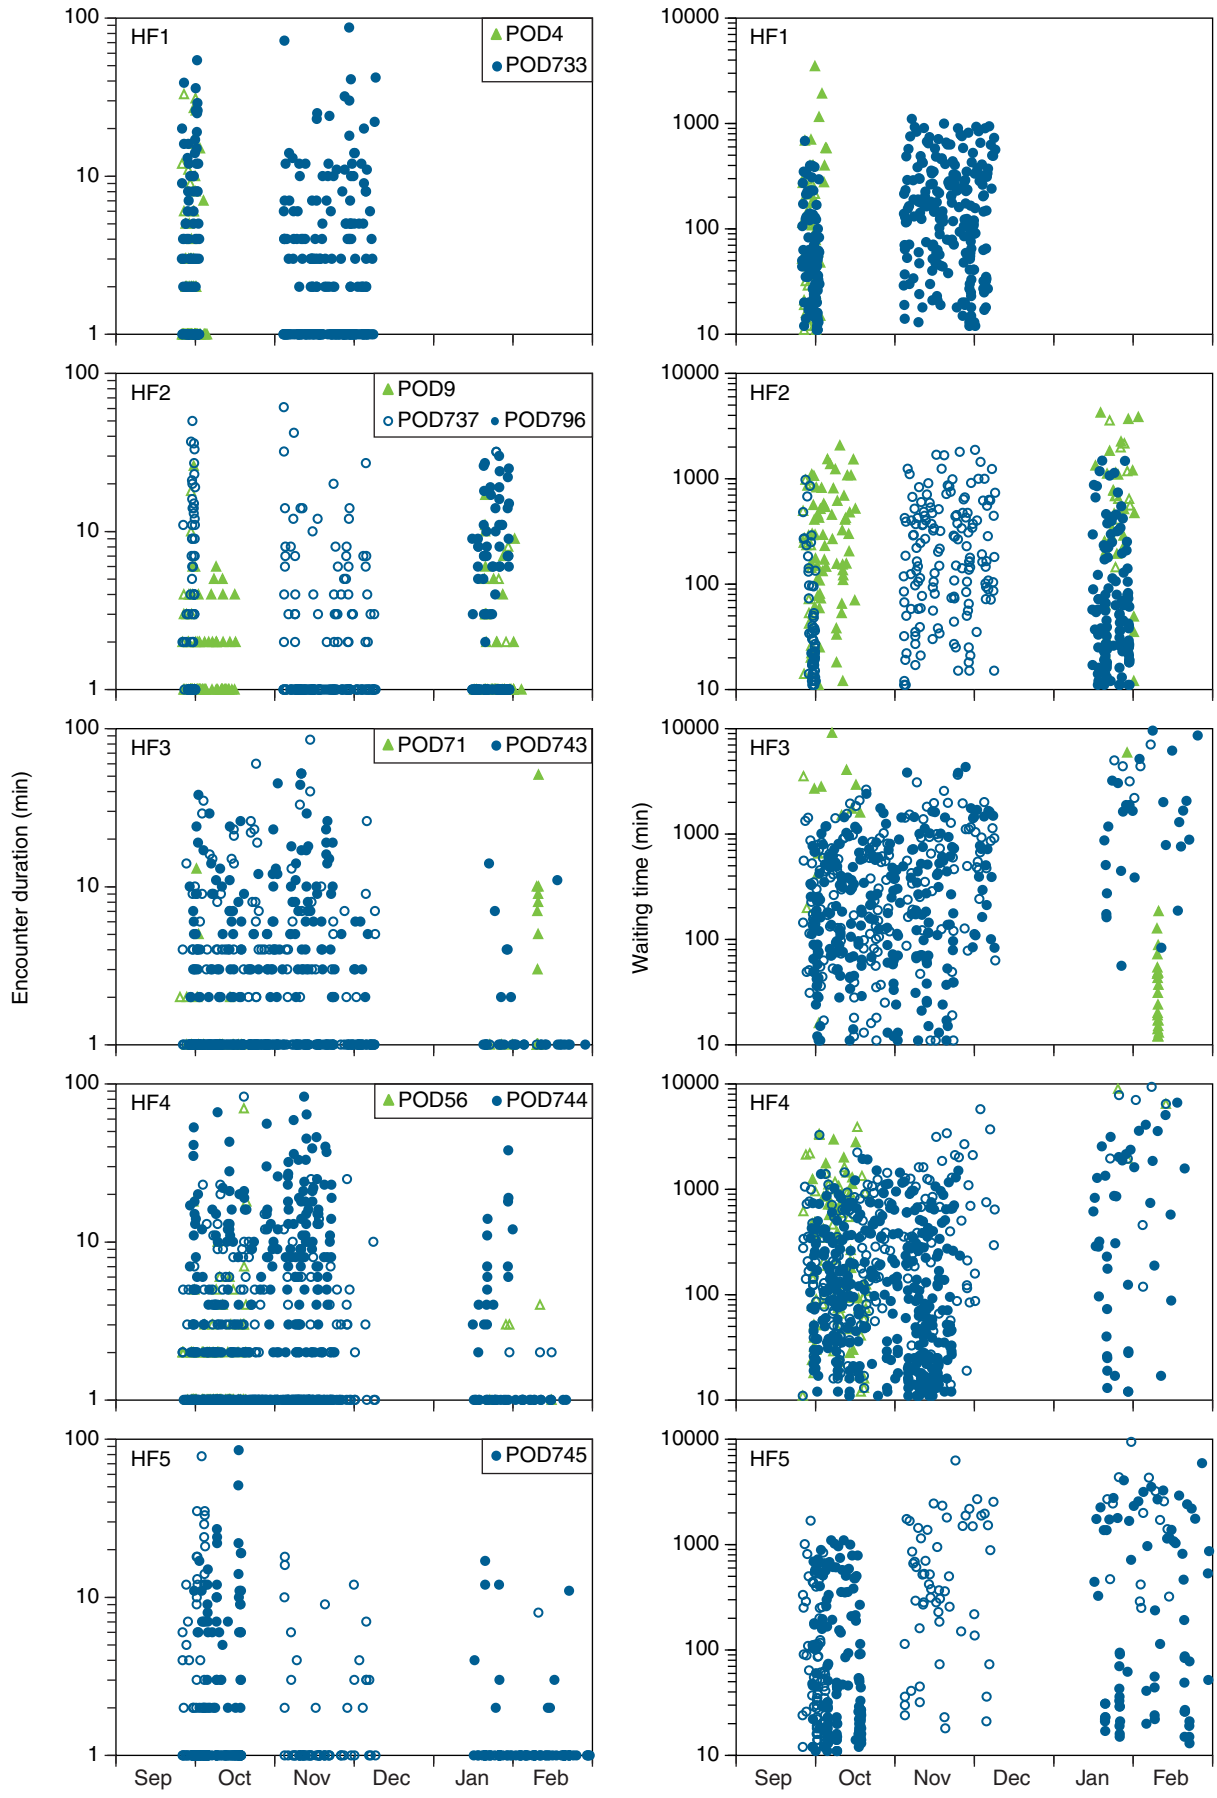 100
10
1
HF1
POD4
POD733
10000
1000
100
10
HF1
100
10
1
HF2
POD9
POD737 POD796
10000
1000
100
10
HF2
100
10
1
HF3
POD71 POD743
10000
1000
100
10
HF3
Encounter duration (min)
Waiting time (min)
100
10
1
HF4
POD56 POD744
10000
1000
100
10
HF4
100
10
1
HF5
POD745
10000
1000
100
10
HF5
Sep Oct Nov Dec Jan Feb
Sep Oct Nov Dec Jan Feb